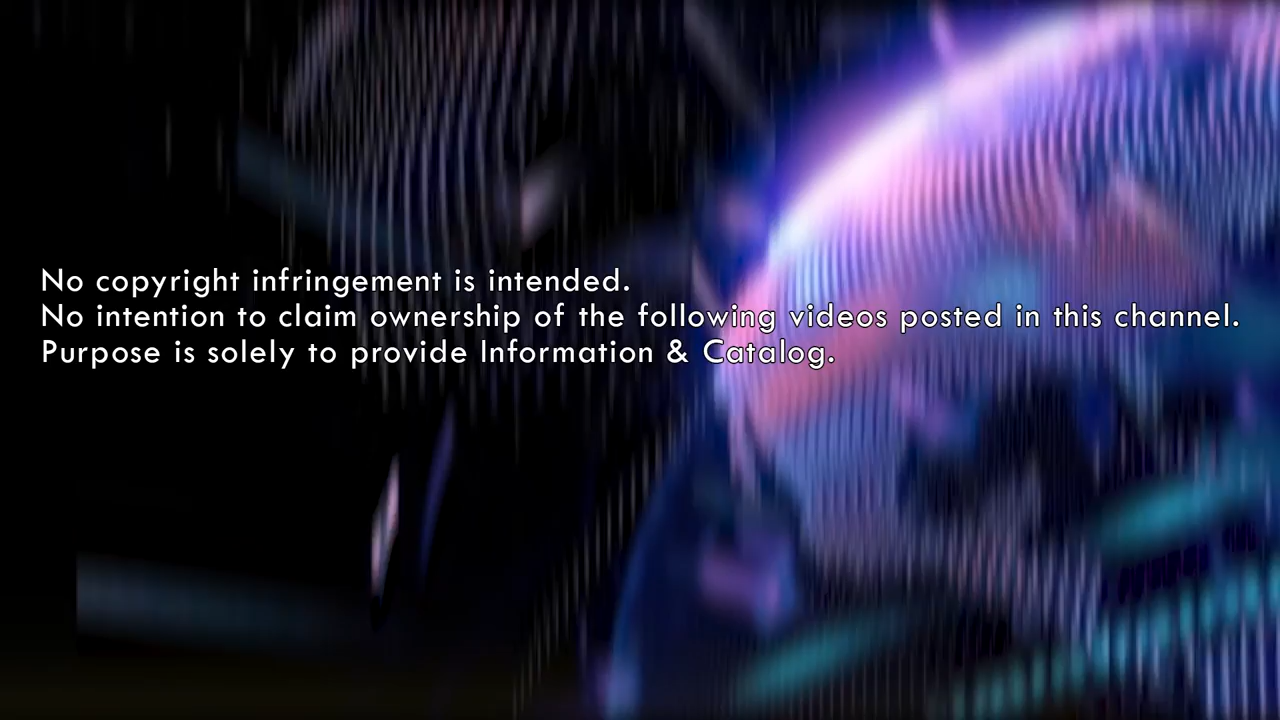 No copyright infringement is intended.
No intention to claim ownership of the following videos posted in this channel.
Purpose is solely to provide Information & Catalog.